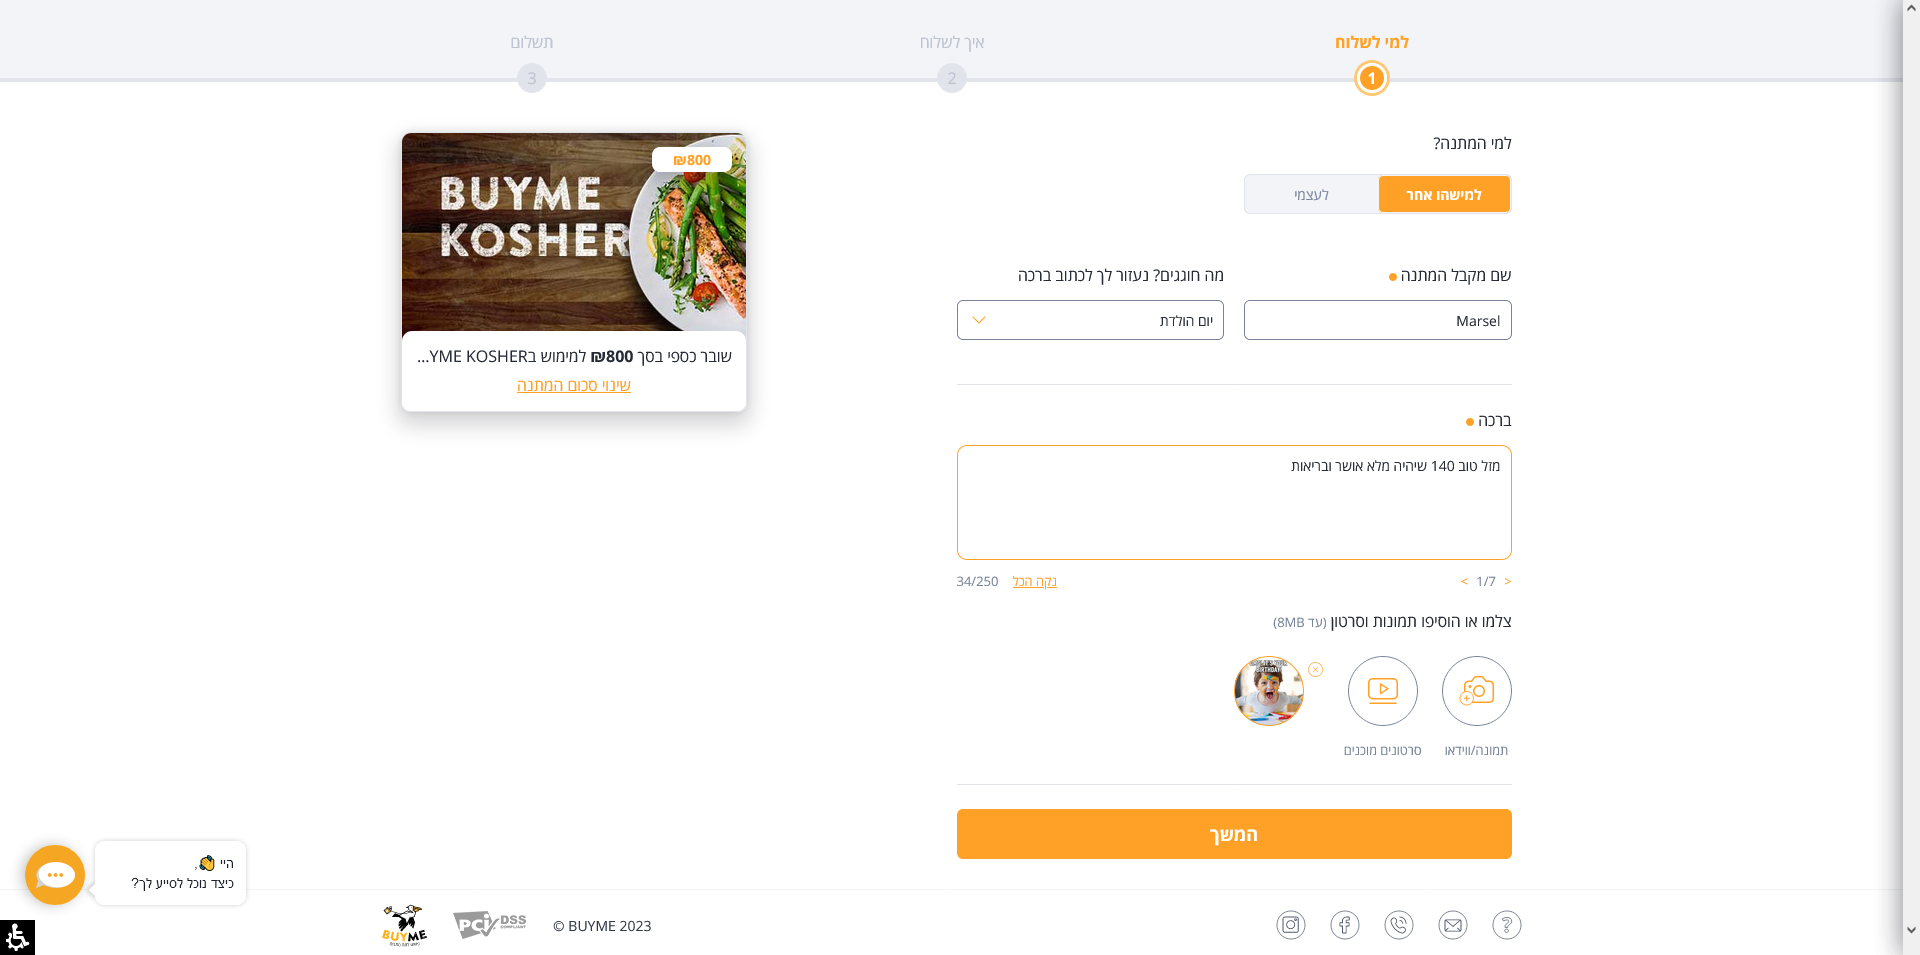 למי לשלוח
איך לשלוח
תשלום
1
2
3
למי המתנה?
למישהו אחר
לעצמי
₪800
BUYME
KOSHER
שובר כספי בסך ₪800 למימוש בYME KOSHER...
שינוי סכום המתנה
שם מקבל המתנה
מה חוגגים? נעזור לך לכתוב ברכה
Marsel
יום הולדת
ברכה
מזל טוב 140 שיהיה מלא אושר ובריאות
< 1/7 >
נקה הכל
34/250
צלמו או הוסיפו תמונות וסרטון (עד 8MB)
תמונה/ווידאו
סרטונים מוכנים
המשך
היי 👋,
כיצד נוכל לסייע לך?
BUYME
PCI DSS
COMPLIANT
© BUYME 2023